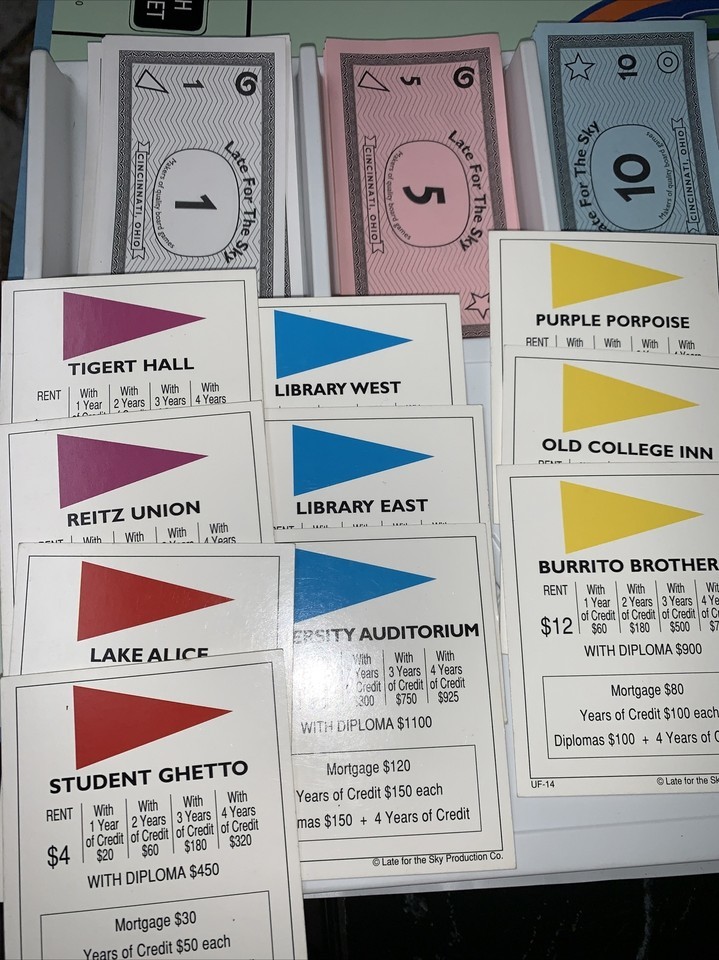 1
CINCINNATI, OHIO
Late For The Sky
Makers of quality board games
1
5
CINCINNATI, OHIO
Late For The Sky
Makers of quality board games
5
10
Late For The Sky
Makers of quality board games
CINCINNATI, OHIO
10
TIGERT HALL
RENT
With
1 Year
of Credit
With
2 Years
With
3 Years
With
4 Years
REITZ UNION
With
With
With
With
4 Years
LAKE ALICE
STUDENT GHETTO
RENT
$4
With
1 Year
of Credit
$20
With
2 Years
of Credit
$60
With
3 Years
of Credit
$180
With
4 Years
of Credit
$320
WITH DIPLOMA $450
Mortgage $30
Years of Credit $50 each
LIBRARY WEST
LIBRARY EAST
ERSITY AUDITORIUM
With
Years
Credit
$300
With
3 Years
of Credit
$750
With
4 Years
of Credit
$925
WITH DIPLOMA $1100
Mortgage $120
Years of Credit $150 each
mas $150 + 4 Years of Credit
© Late for the Sky Production Co.
PURPLE PORPOISE
RENT
With
With
With
With
OLD COLLEGE INN
BURRITO BROTHER
RENT
$12
With
1 Year
of Credit
$60
With
2 Years
of Credit
$180
With
3 Years
of Credit
$500
WITH DIPLOMA $900
Mortgage $80
Years of Credit $100 each
Diplomas $100 + 4 Years of C
UF-14
© Late for the Sk